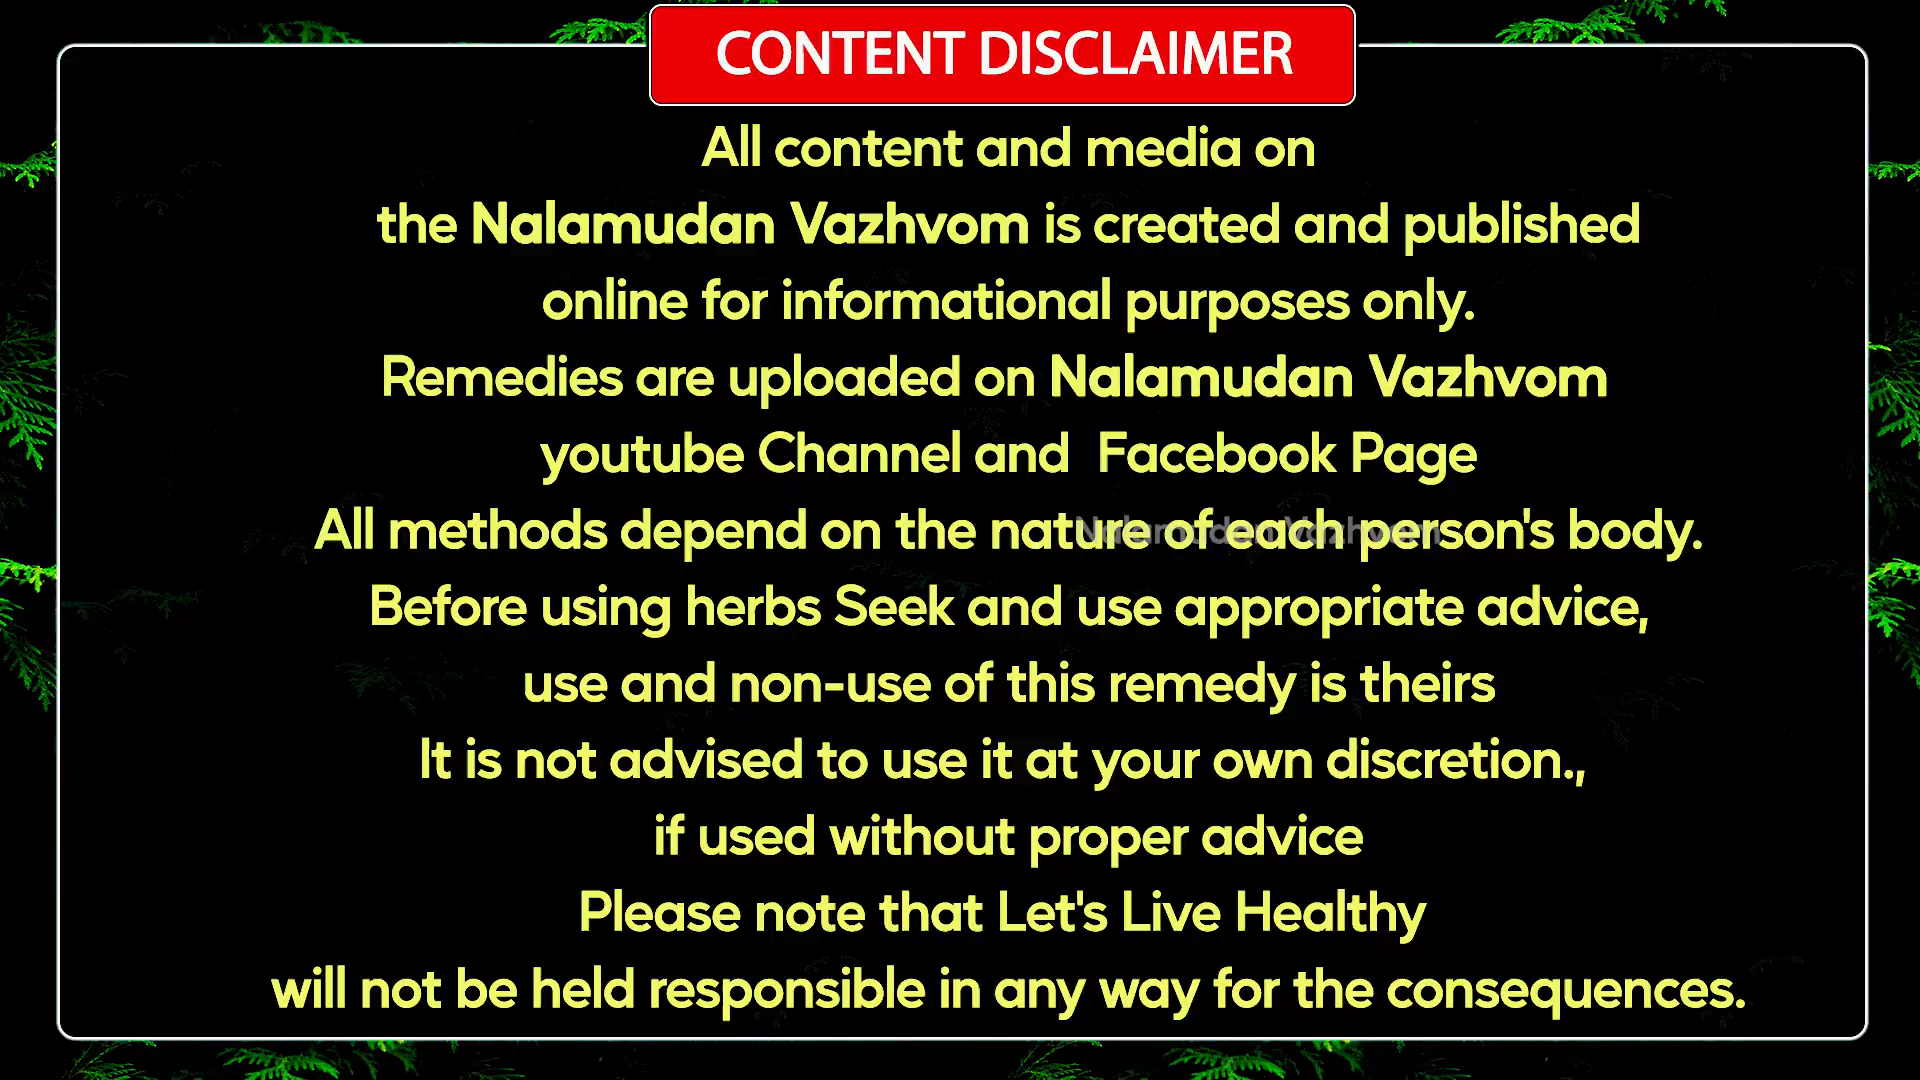 CONTENT DISCLAIMER
All content and media on
the Nalamudan Vazhvom is created and published
online for informational purposes only.
Remedies are uploaded on Nalamudan Vazhvom
youtube Channel and Facebook Page
All methods depend on the nature of each person's body.
Nalamudan Vazhvom
Before using herbs Seek and use appropriate advice,
use and non-use of this remedy is theirs
It is not advised to use it at your own discretion.,
if used without proper advice
Please note that Let's Live Healthy
will not be held responsible in any way for the consequences.